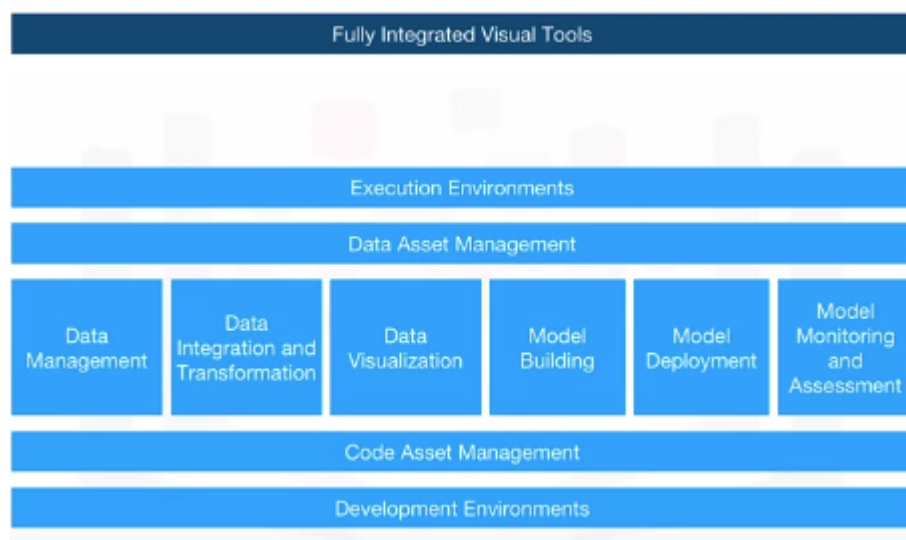 Fully Integrated Visual Tools
Execution Environments
Data Asset Management
Data
Management
Data
Integration and
Transformation
Data
Visualization
Model
Building
Model
Deployment
Model
Monitoring
and
Assessment
Code Asset Management
Development Environments